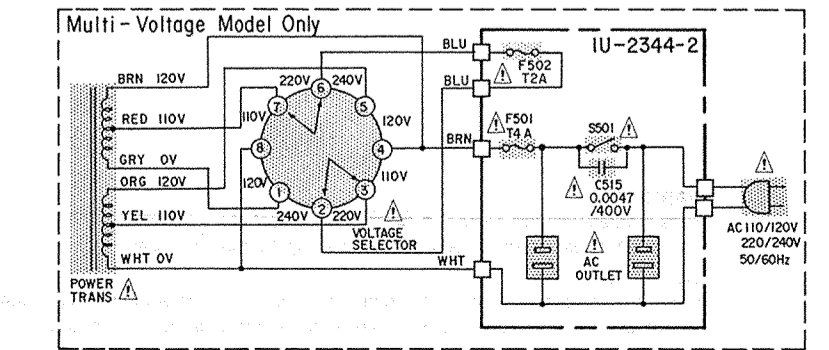 Multi-Voltage Model Only
IU-2344-2
BLU
F502
T2A
BLU
BRN 120V
220V
240V
6
7
5
110V
120V
RED 110V
8
4
BRN
F501
T4A
S501
GRY 0V
ORG 120V
120V
110V
1
2
3
240V
220V
VOLTAGE
SELECTOR
YEL 110V
C515
0.0047
/400V
AC
OUTLET
AC110/120V
220/240V
50/60Hz
WHT 0V
WHT
POWER
TRANS